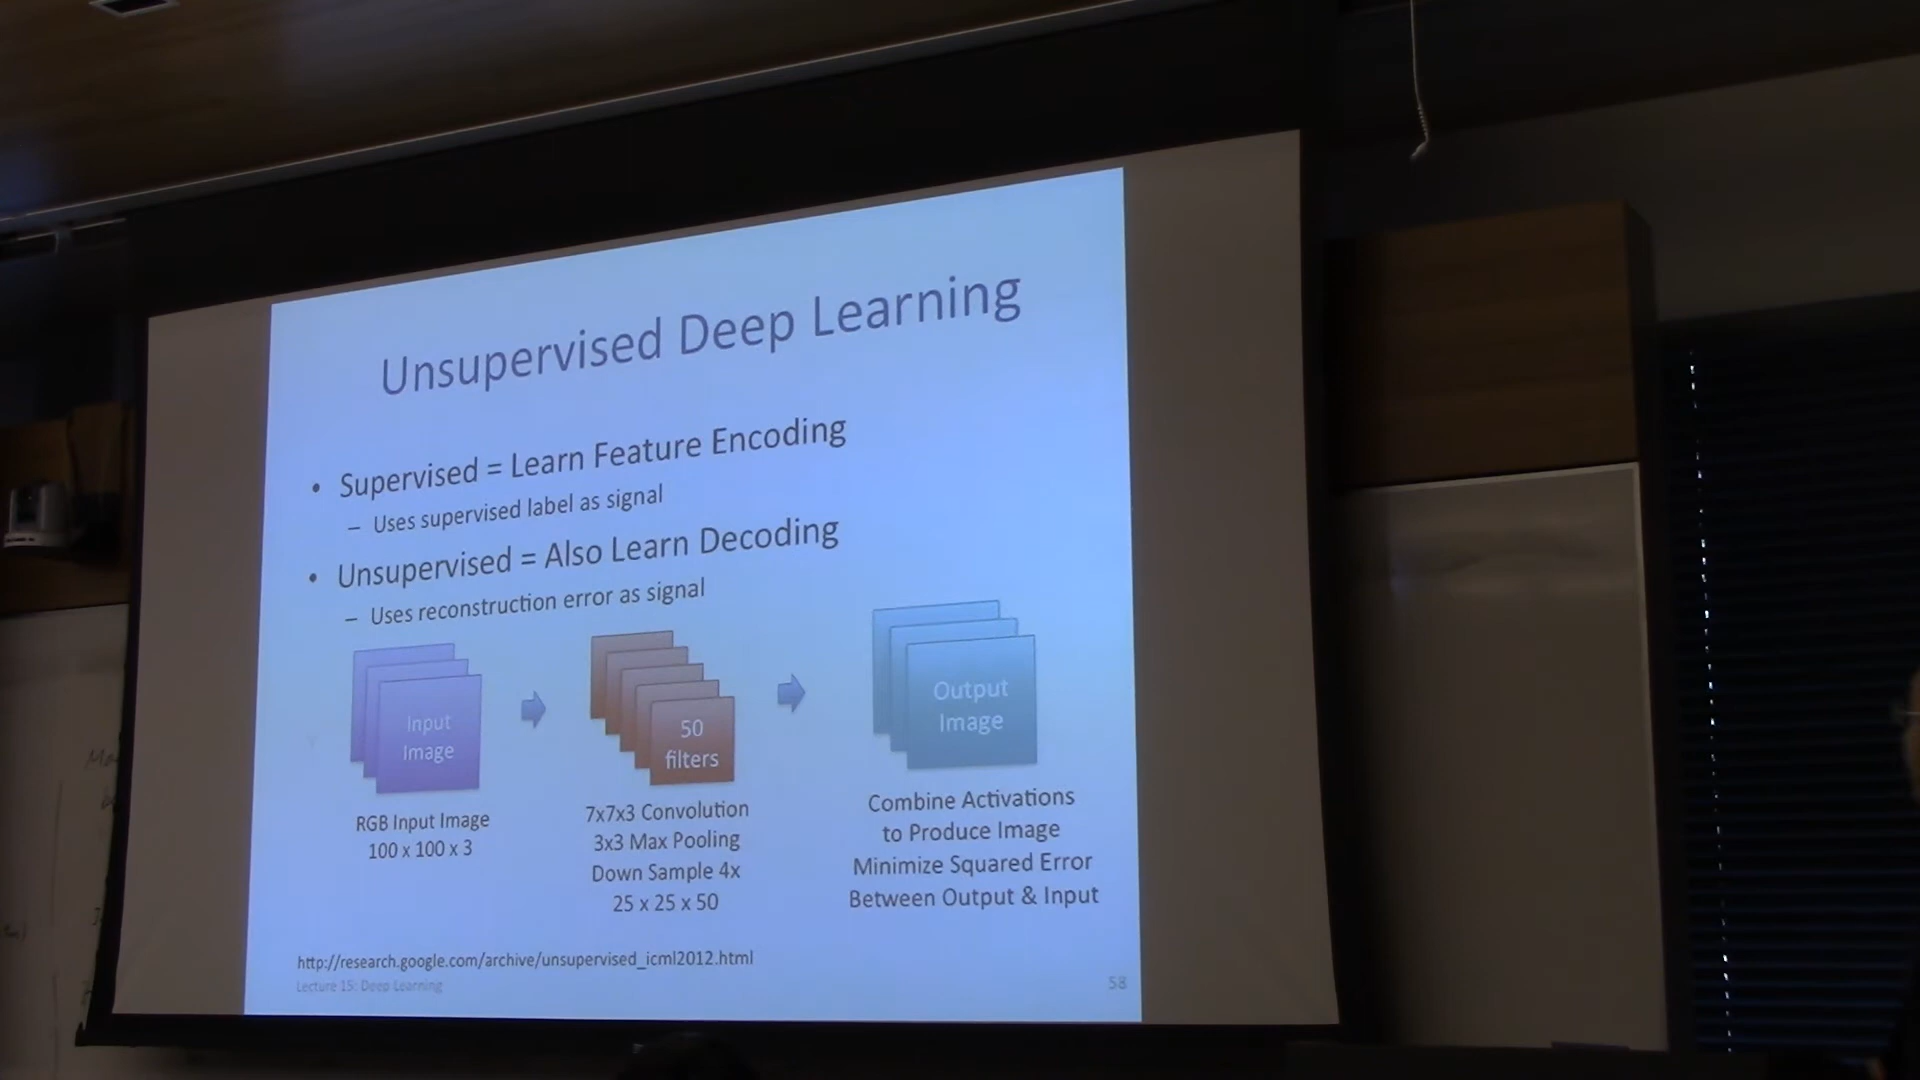 Unsupervised Deep Learning
• Supervised = Learn Feature Encoding
– Uses supervised label as signal
• Unsupervised = Also Learn Decoding
– Uses reconstruction error as signal
Input
Image
50
filters
Output
Image
RGB Input Image
100 x 100 x 3
7x7x3 Convolution
3x3 Max Pooling
Down Sample 4x
25 x 25 x 50
Combine Activations
to Produce Image
Minimize Squared Error
Between Output & Input
http://research.google.com/archive/unsupervised_icml2012.html
Lecture 15: Deep Learning
58